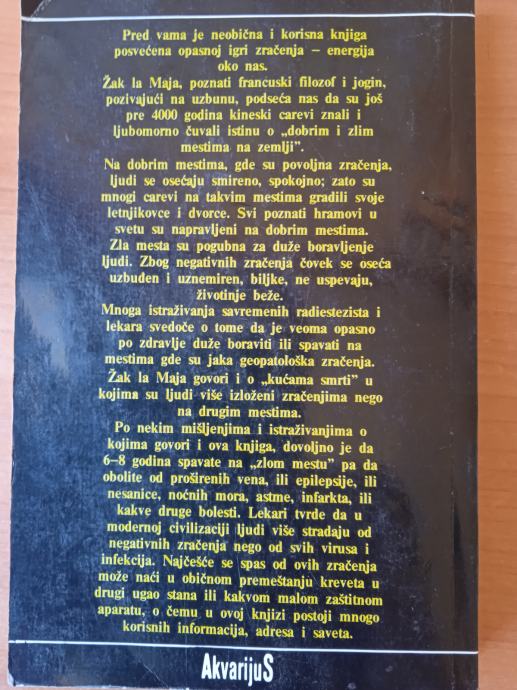 Pred vama je neobična i korisna knjiga
posvećena opasnoj igri zračenja – energija
oko nas.
Žak la Maja, poznati francuski filozof i jogin,
pozivajući na uzbunu, podseća nas da su još
pre 4000 godina kineski carevi znali i
ljubomorno čuvali istinu o „dobrim i zlim
mestima na zemlji”.
Na dobrim mestima, gde su povoljna zračenja,
ljudi se osećaju smireno, spokojno; zato su
mnogi carevi na takvim mestima gradili svoje
letnjikovce i dvorce. Svi poznati hramovi u
svetu su napravljeni na dobrim mestima.
Zla mesta su pogubna za duže boravljenje
ljudi. Zbog negativnih zračenja čovek se oseća
uzbuđen i uznemiren, biljke, ne uspevaju,
životinje beže.
Mnoga istraživanja savremenih radiestezista i
lekara svedoče o tome da je veoma opasno
po zdravlje duže boraviti ili spavati na
mestima gde su jaka geopatološka zračenja.
Žak la Maja govori i o „kućama smrti” u
kojima su ljudi više izloženi zračenjima nego
na drugim mestima.
Po nekim mišljenjima i istraživanjima o
kojima govori i ova knjiga, dovoljno je da
6–8 godina spavate na „zlom mestu” pa da
obolite od proširenih vena, ili epilepsije, ili
nesanice, noćnih mora, astme, infarkta, ili
kakve druge bolesti. Lekari tvrde da u
modernoj civilizaciji ljudi više stradaju od
negativnih zračenja nego od svih virusa i
infekcija. Najčešće se spas od ovih zračenja
može naći u običnom premeštanju kreveta u
drugi ugao stana ili kakvom malom zaštitnom
aparatu, o čemu u ovoj knjizi postoji mnogo
korisnih informacija, adresa i saveta.
AkvarijuS